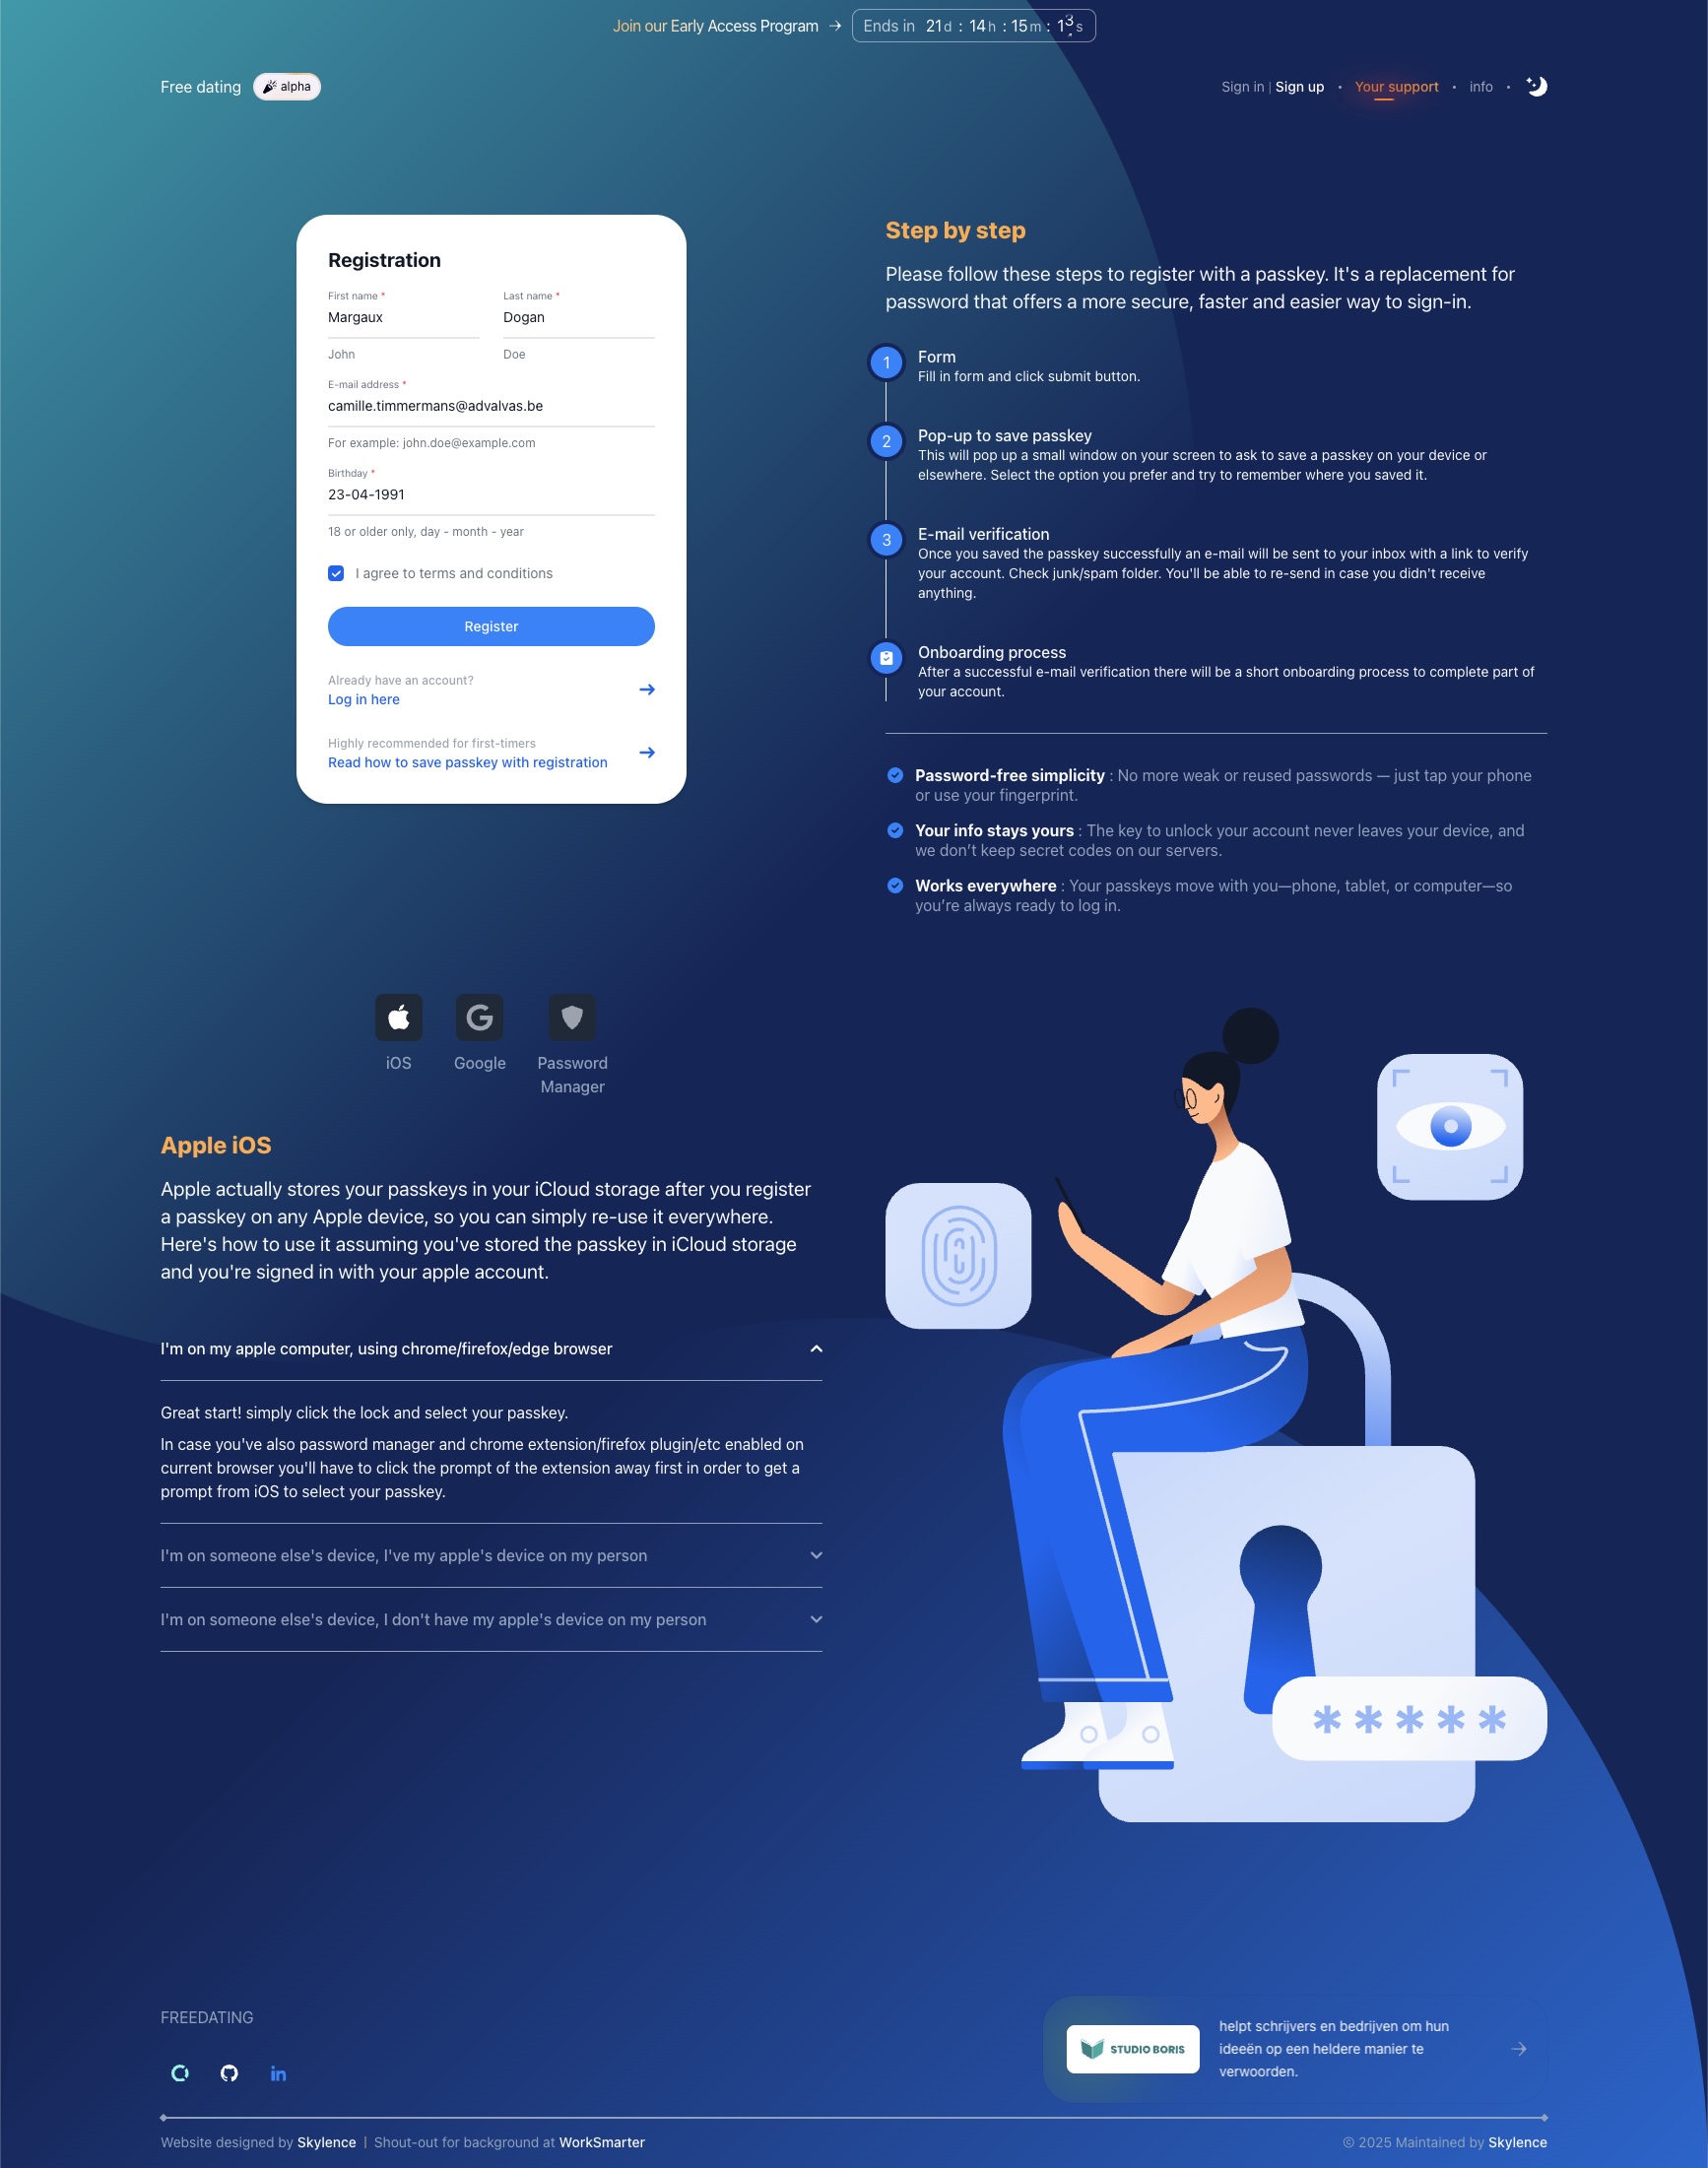 Join our Early Access Program → Ends in 21d : 14h : 15m : 13s
Free dating alpha
Sign in | Sign up • Your support • info •
Registration
First name *
Last name *
Margaux
Dogan
John
Doe
E-mail address *
camille.timmermans@advalvas.be
For example: john.doe@example.com
Birthday *
23-04-1991
18 or older only, day - month - year
I agree to terms and conditions
Register
Already have an account?
Log in here
Highly recommended for first-timers
Read how to save passkey with registration
Step by step
Please follow these steps to register with a passkey. It's a replacement for
password that offers a more secure, faster and easier way to sign-in.
1
Form
Fill in form and click submit button.
2
Pop-up to save passkey
This will pop up a small window on your screen to ask to save a passkey on your device or
elsewhere. Select the option you prefer and try to remember where you saved it.
3
E-mail verification
Once you saved the passkey successfully an e-mail will be sent to your inbox with a link to verify
your account. Check junk/spam folder. You'll be able to re-send in case you didn't receive
anything.
Onboarding process
After a successful e-mail verification there will be a short onboarding process to complete part of
your account.
Password-free simplicity : No more weak or reused passwords — just tap your phone
or use your fingerprint.
Your info stays yours : The key to unlock your account never leaves your device, and
we don’t keep secret codes on our servers.
Works everywhere : Your passkeys move with you—phone, tablet, or computer—so
you’re always ready to log in.
iOS
Google
Password
Manager
Apple iOS
Apple actually stores your passkeys in your iCloud storage after you register
a passkey on any Apple device, so you can simply re-use it everywhere.
Here's how to use it assuming you've stored the passkey in iCloud storage
and you're signed in with your apple account.
I'm on my apple computer, using chrome/firefox/edge browser
Great start! simply click the lock and select your passkey.
In case you've also password manager and chrome extension/firefox plugin/etc enabled on
current browser you'll have to click the prompt of the extension away first in order to get a
prompt from iOS to select your passkey.
I'm on someone else's device, I've my apple's device on my person
I'm on someone else's device, I don't have my apple's device on my person
*****
FREEDATING
in
STUDIO BORIS
helpt schrijvers en bedrijven om hun
ideeën op een heldere manier te
verwoorden.
Website designed by Skylence | Shout-out for background at WorkSmarter
© 2025 Maintained by Skylence